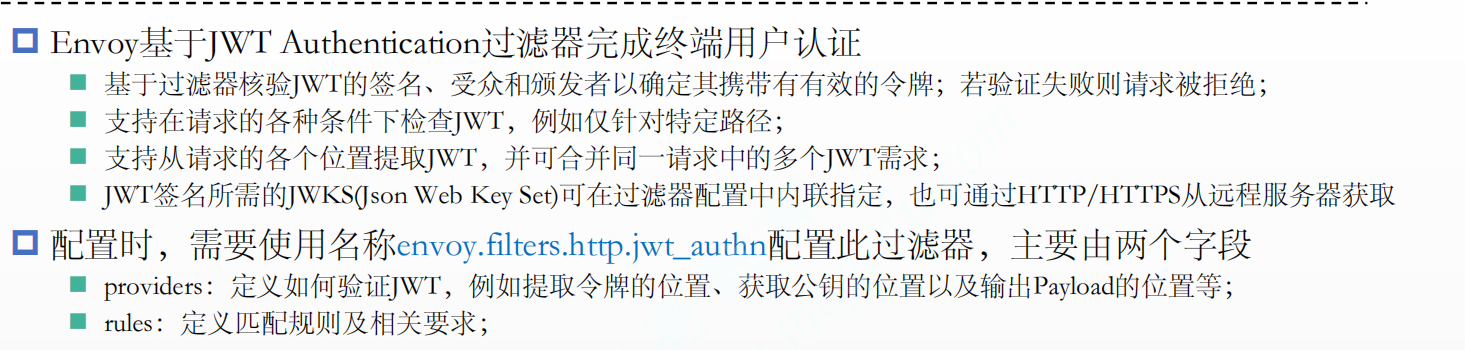 Envoy基于JWT Authentication过滤器完成终端用户认证
基于过滤器核验JWT的签名、受众和颁发者以确定其携带有有效的令牌；若验证失败则请求被拒绝；
支持在请求的各种条件下检查JWT，例如仅针对特定路径；
支持从请求的各个位置提取JWT，并可合并同一请求中的多个JWT需求；
JWT签名所需的JWKS(Json Web Key Set)可在过滤器配置中内联指定，也可通过HTTP/HTTPS从远程服务器获取
配置时，需要使用名称envoy.filters.http.jwt_authn配置此过滤器，主要由两个字段
providers：定义如何验证JWT，例如提取令牌的位置、获取公钥的位置以及输出Payload的位置等；
rules：定义匹配规则及相关要求；